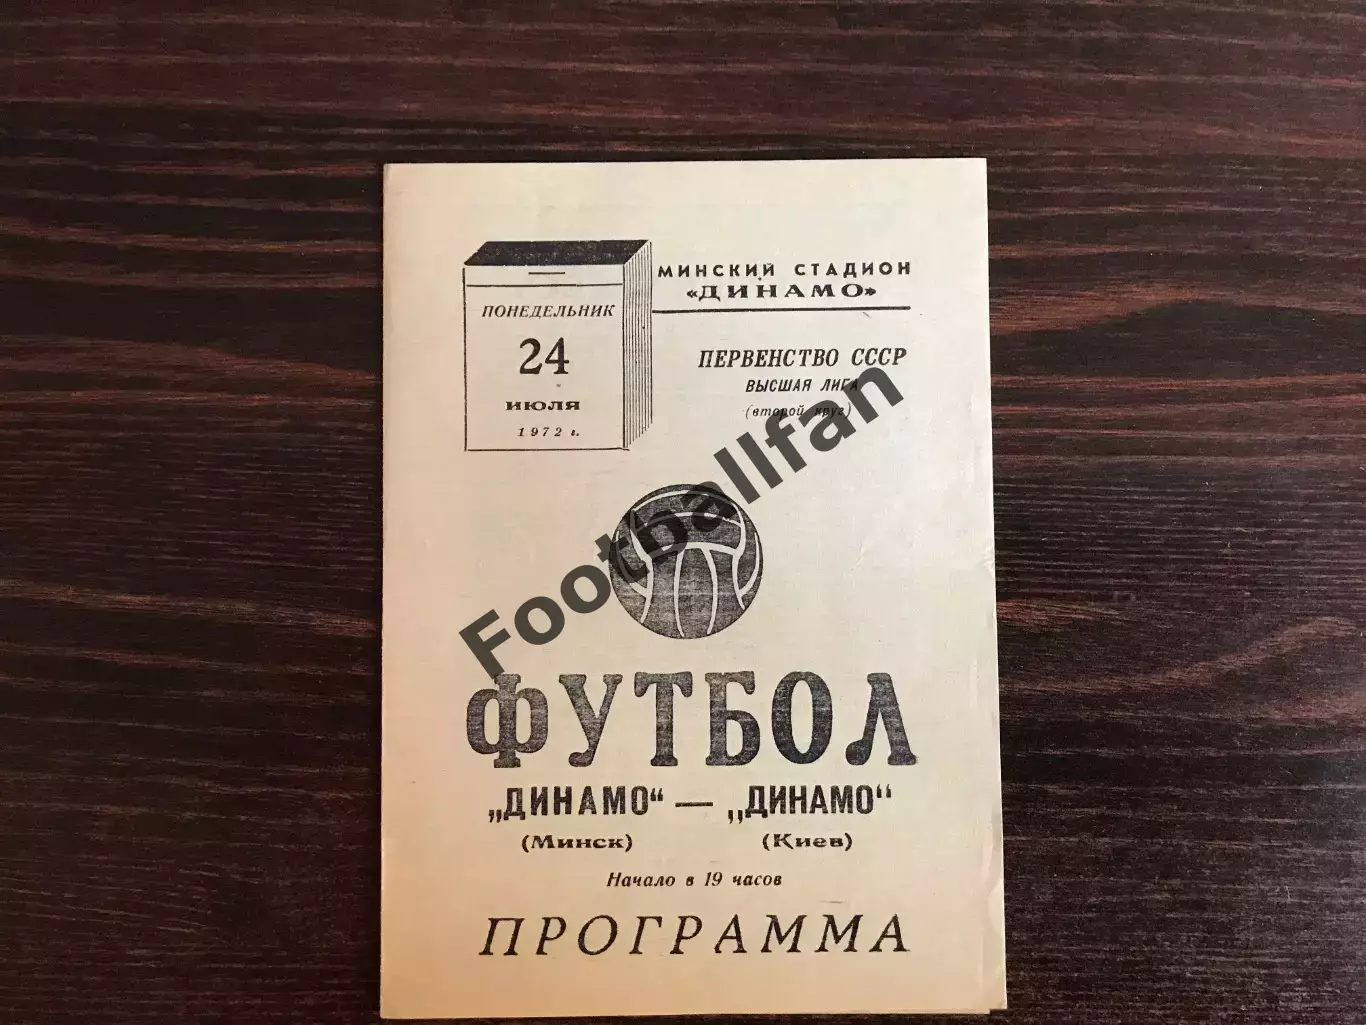 ПОНЕДЕЛЬНИК
24
ИЮЛЯ
1972 г.
МИНСКИЙ СТАДИОН
«ДИНАМО»
ПЕРВЕНСТВО СССР
ВЫСШАЯ ЛИГА
(второй круг)
Footballfan
ФУТБОЛ
„ДИНАМО“ — „ДИНАМО“
(Минск) (Киев)
Начало в 19 часов
ПРОГРАММА